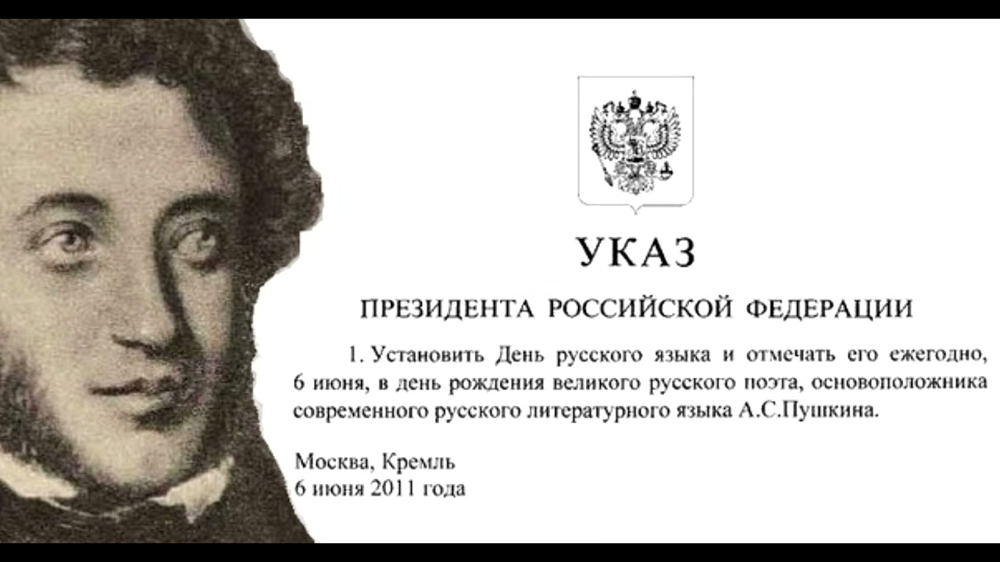 УКАЗ
ПРЕЗИДЕНТА РОССИЙСКОЙ ФЕДЕРАЦИИ
1. Установить День русского языка и отмечать его ежегодно,
6 июня, в день рождения великого русского поэта, основоположника
современного русского литературного языка А.С.Пушкина.
Москва, Кремль
6 июня 2011 года